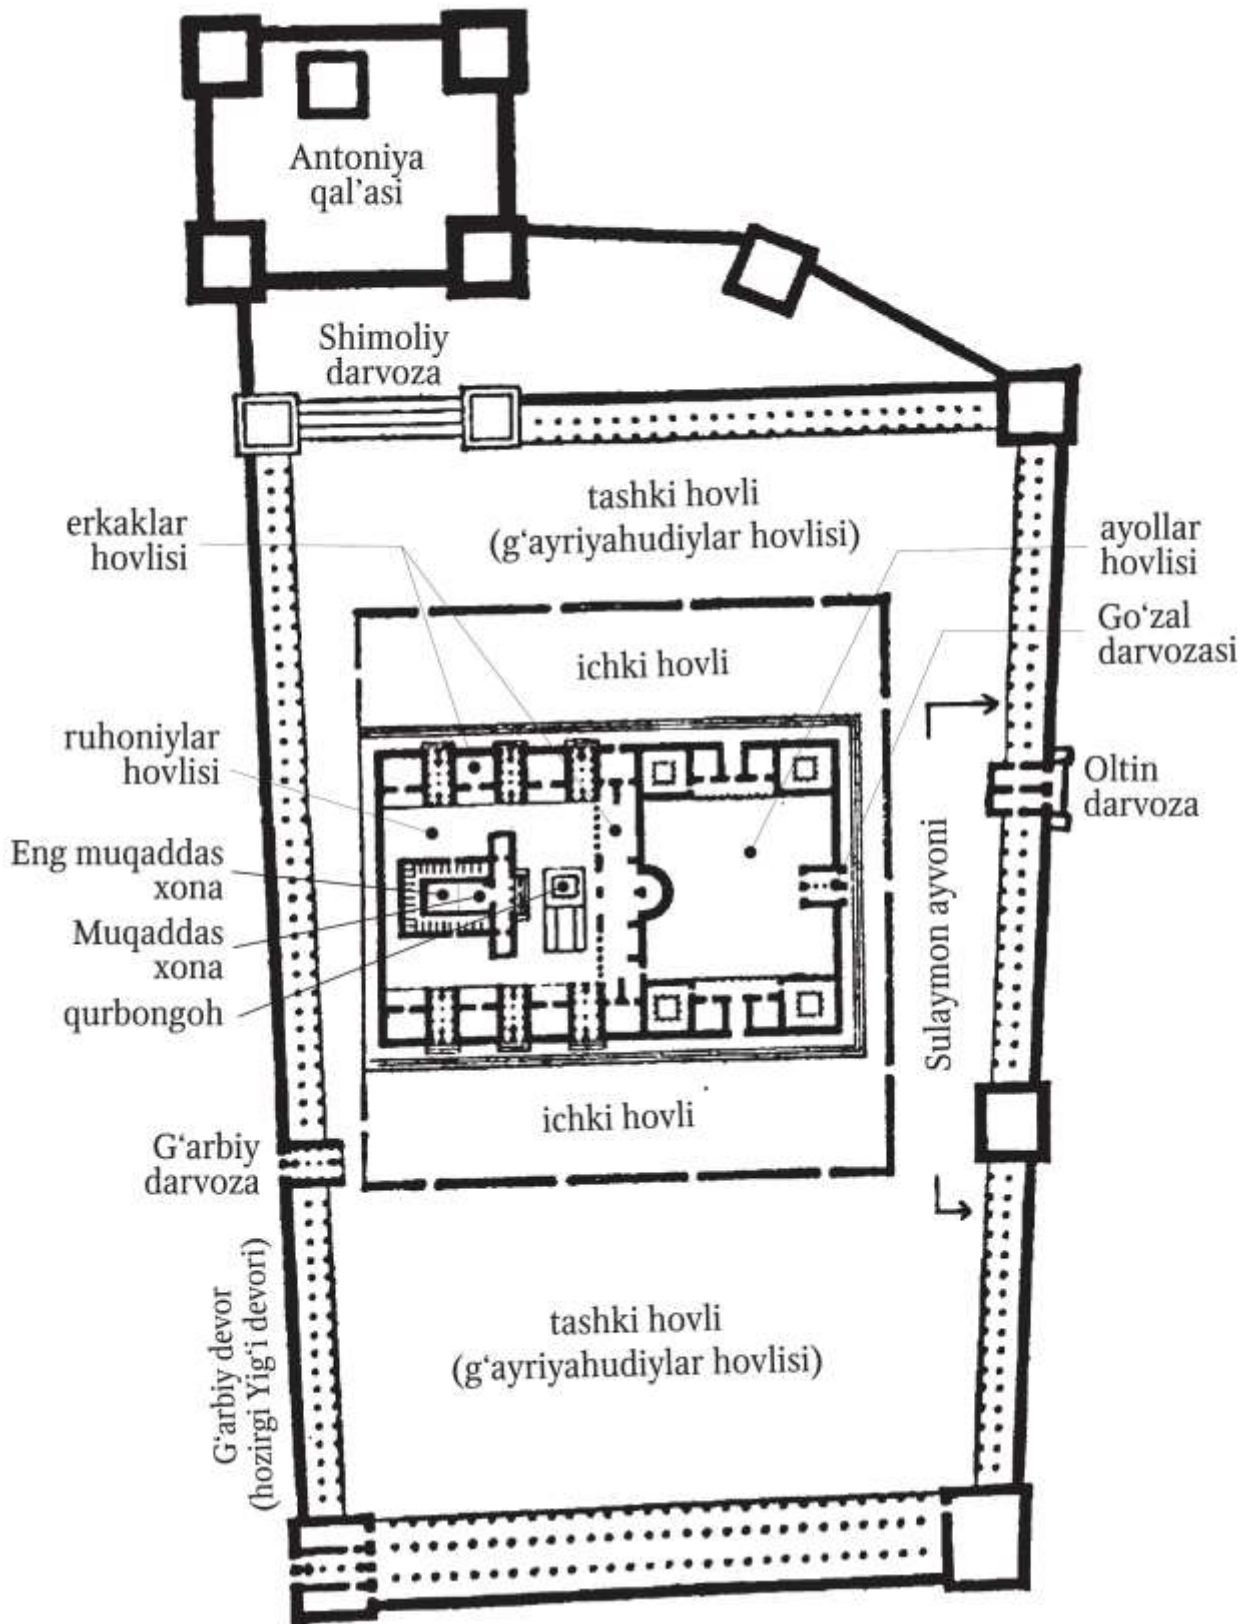 Antoniya
qal’asi
Shimoliy
darvoza
tashki hovli
(g‘ayriyahudiylar hovlisi)
erkaklar
hovlisi
ayollar
hovlisi
Go‘zal
darvozasi
ichki hovli
ruhoniylar
hovlisi
Oltin
darvoza
Eng muqaddas
xona
Muqaddas
xona
qurbongoh
Sulaymon ayvoni
ichki hovli
G‘arbiy
darvoza
G‘arbiy devor
(hozirgi Yig‘i devori)
tashki hovli
(g‘ayriyahudiylar hovlisi)